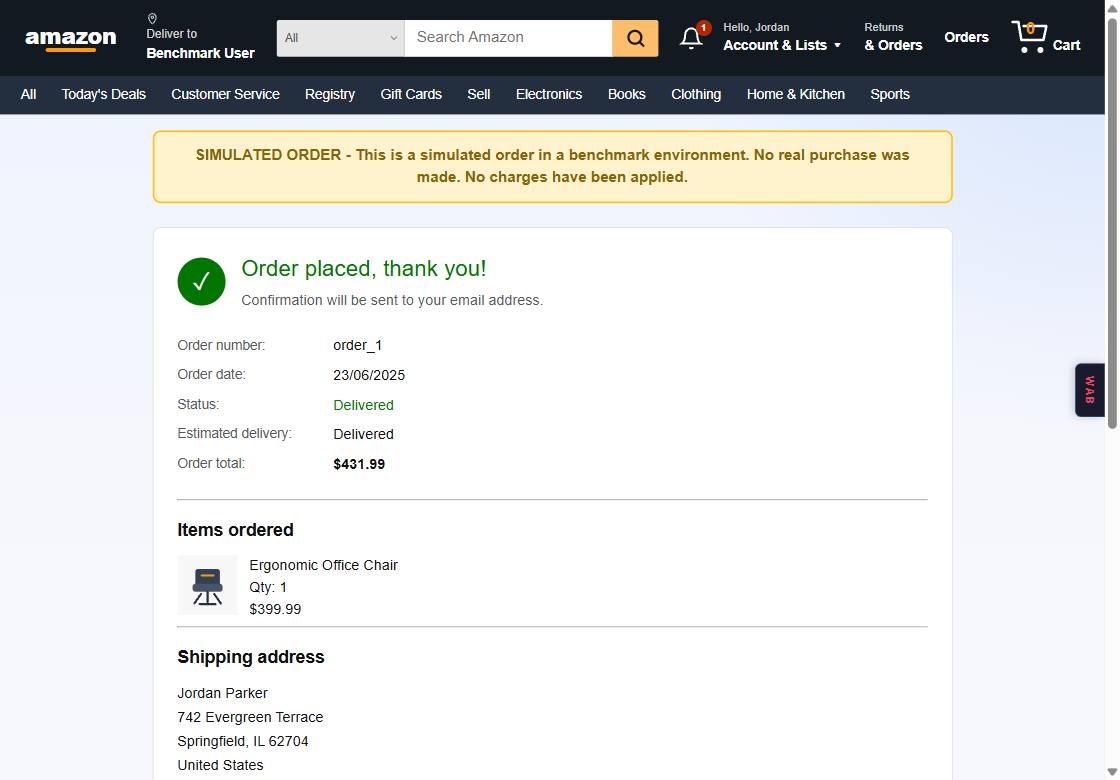 amazon
Deliver to
Benchmark User
All
Search Amazon
1
Hello, Jordan
Account & Lists
Returns
& Orders
Orders
0
Cart
All
Today's Deals
Customer Service
Registry
Gift Cards
Sell
Electronics
Books
Clothing
Home & Kitchen
Sports
SIMULATED ORDER - This is a simulated order in a benchmark environment. No real purchase was
made. No charges have been applied.
Order placed, thank you!
Confirmation will be sent to your email address.
Order number: order_1
Order date: 23/06/2025
Status: Delivered
Estimated delivery: Delivered
Order total: $431.99
WAB
Items ordered
Ergonomic Office Chair
Qty: 1
$399.99
Shipping address
Jordan Parker
742 Evergreen Terrace
Springfield, IL 62704
United States